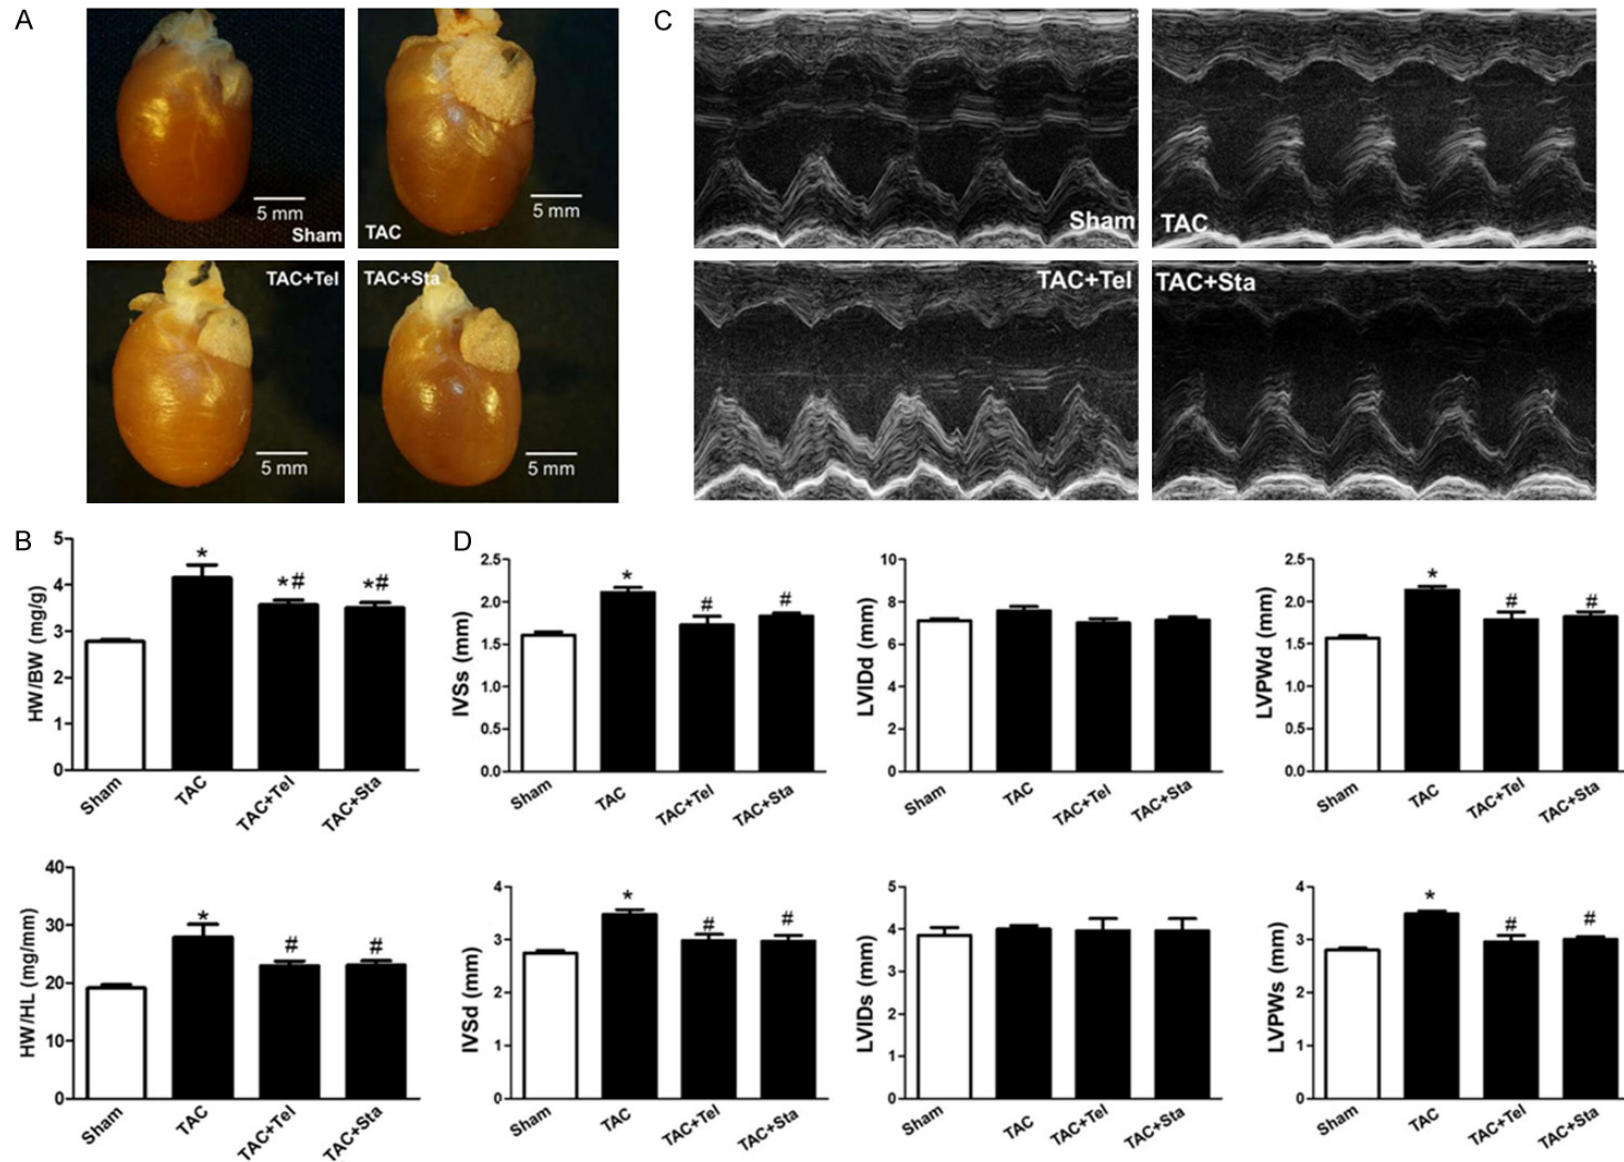 A
5 mm
Sham
TAC
5 mm
TAC+Tel
5 mm
TAC+Sta
5 mm
C
Sham
TAC
TAC+Tel
TAC+Sta
B
HW/BW (mg/g)
5
4
3
2
1
0
*
*#
*#
Sham
TAC
TAC+Tel
TAC+Sta
HW/HL (mg/mm)
40
30
20
10
0
*
#
#
Sham
TAC
TAC+Tel
TAC+Sta
D
IVSs (mm)
2.5
2.0
1.5
1.0
0.5
0.0
*
#
#
Sham
TAC
TAC+Tel
TAC+Sta
LVIDd (mm)
10
8
6
4
2
0
Sham
TAC
TAC+Tel
TAC+Sta
LVPWd (mm)
2.5
2.0
1.5
1.0
0.5
0.0
*
#
#
Sham
TAC
TAC+Tel
TAC+Sta
IVSd (mm)
4
3
2
1
0
*
#
#
Sham
TAC
TAC+Tel
TAC+Sta
LVIDs (mm)
5
4
3
2
1
0
Sham
TAC
TAC+Tel
TAC+Sta
LVPWs (mm)
4
3
2
1
0
*
#
#
Sham
TAC
TAC+Tel
TAC+Sta